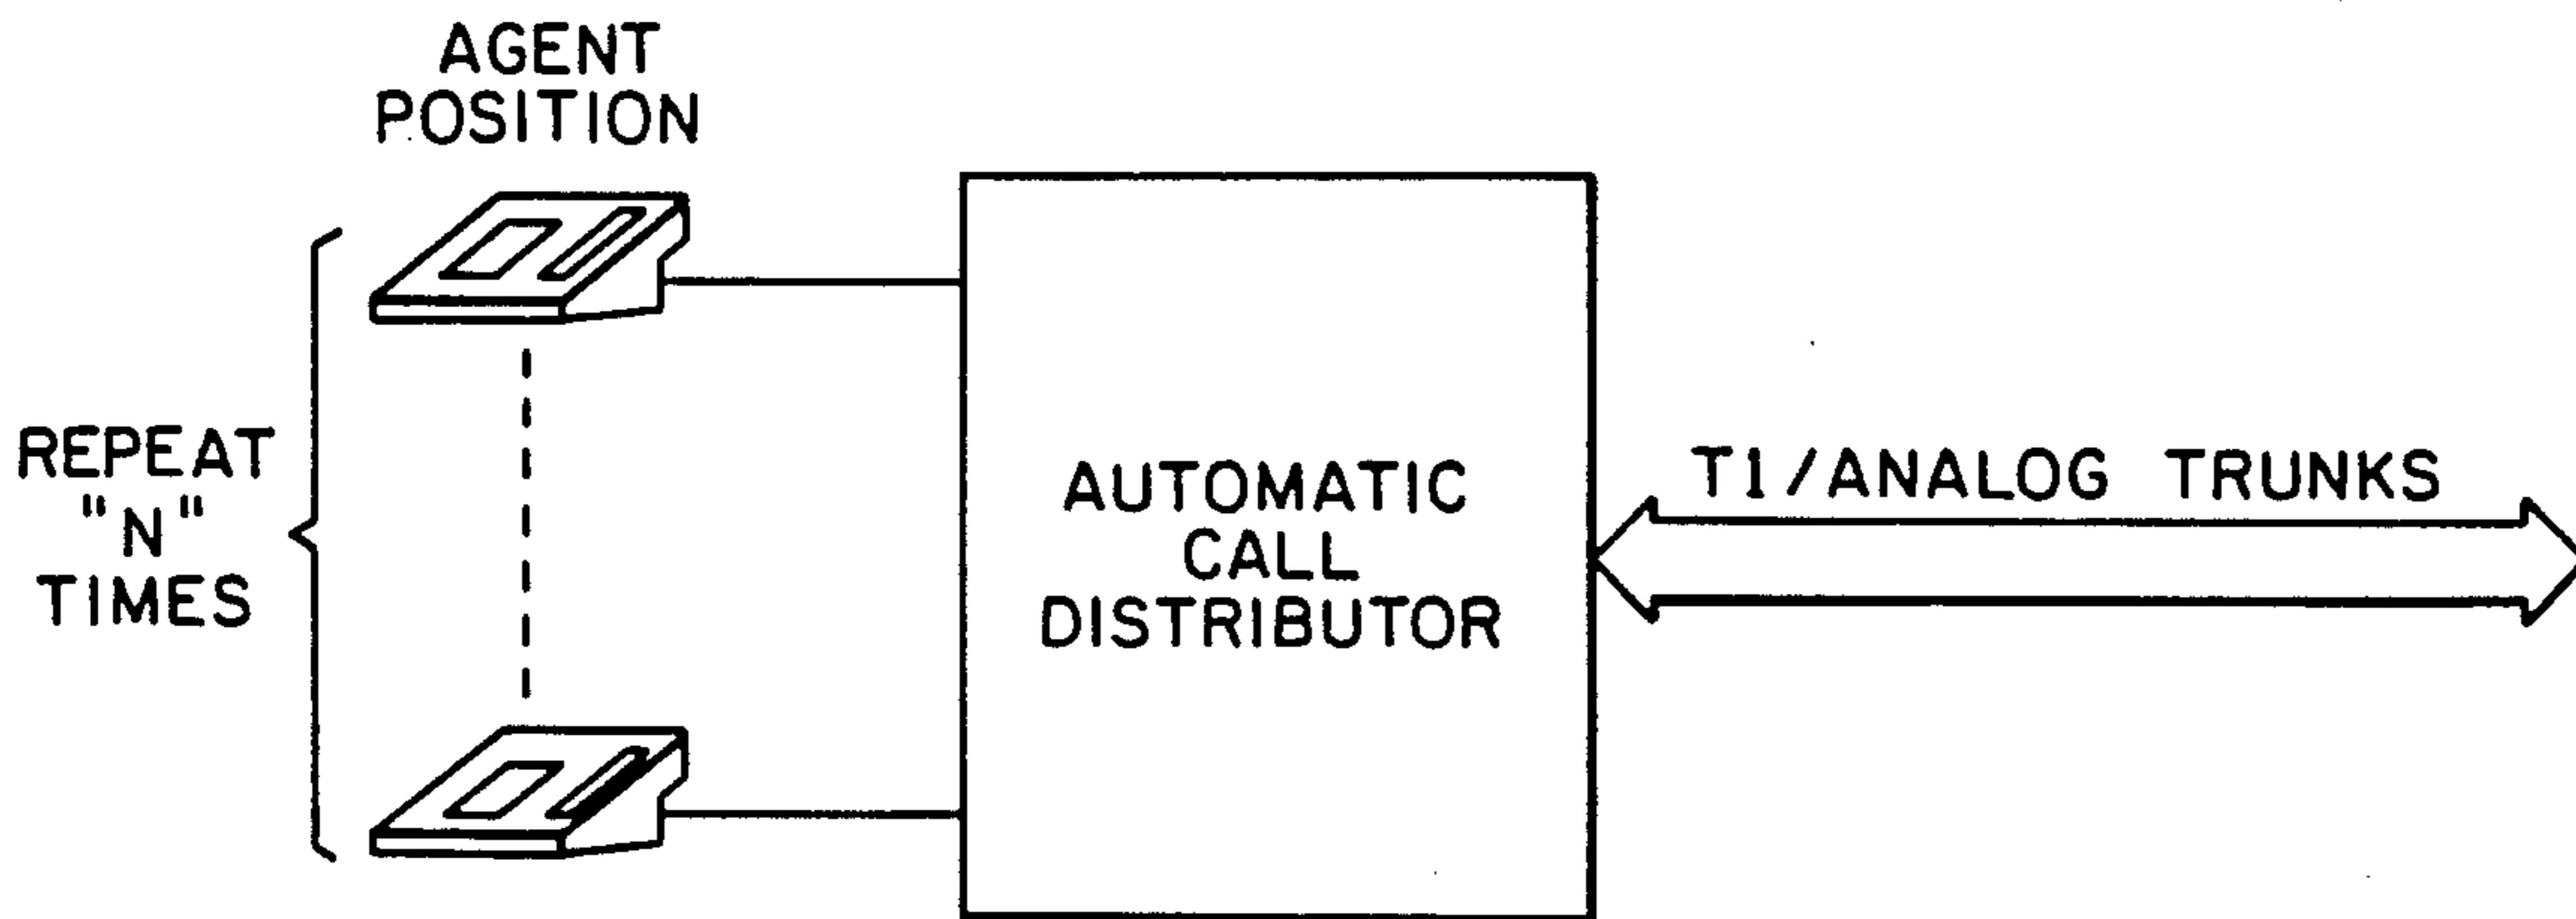 AGENT
POSITION
REPEAT
"N"
TIMES
AUTOMATIC
CALL
DISTRIBUTOR
T1/ANALOG TRUNKS